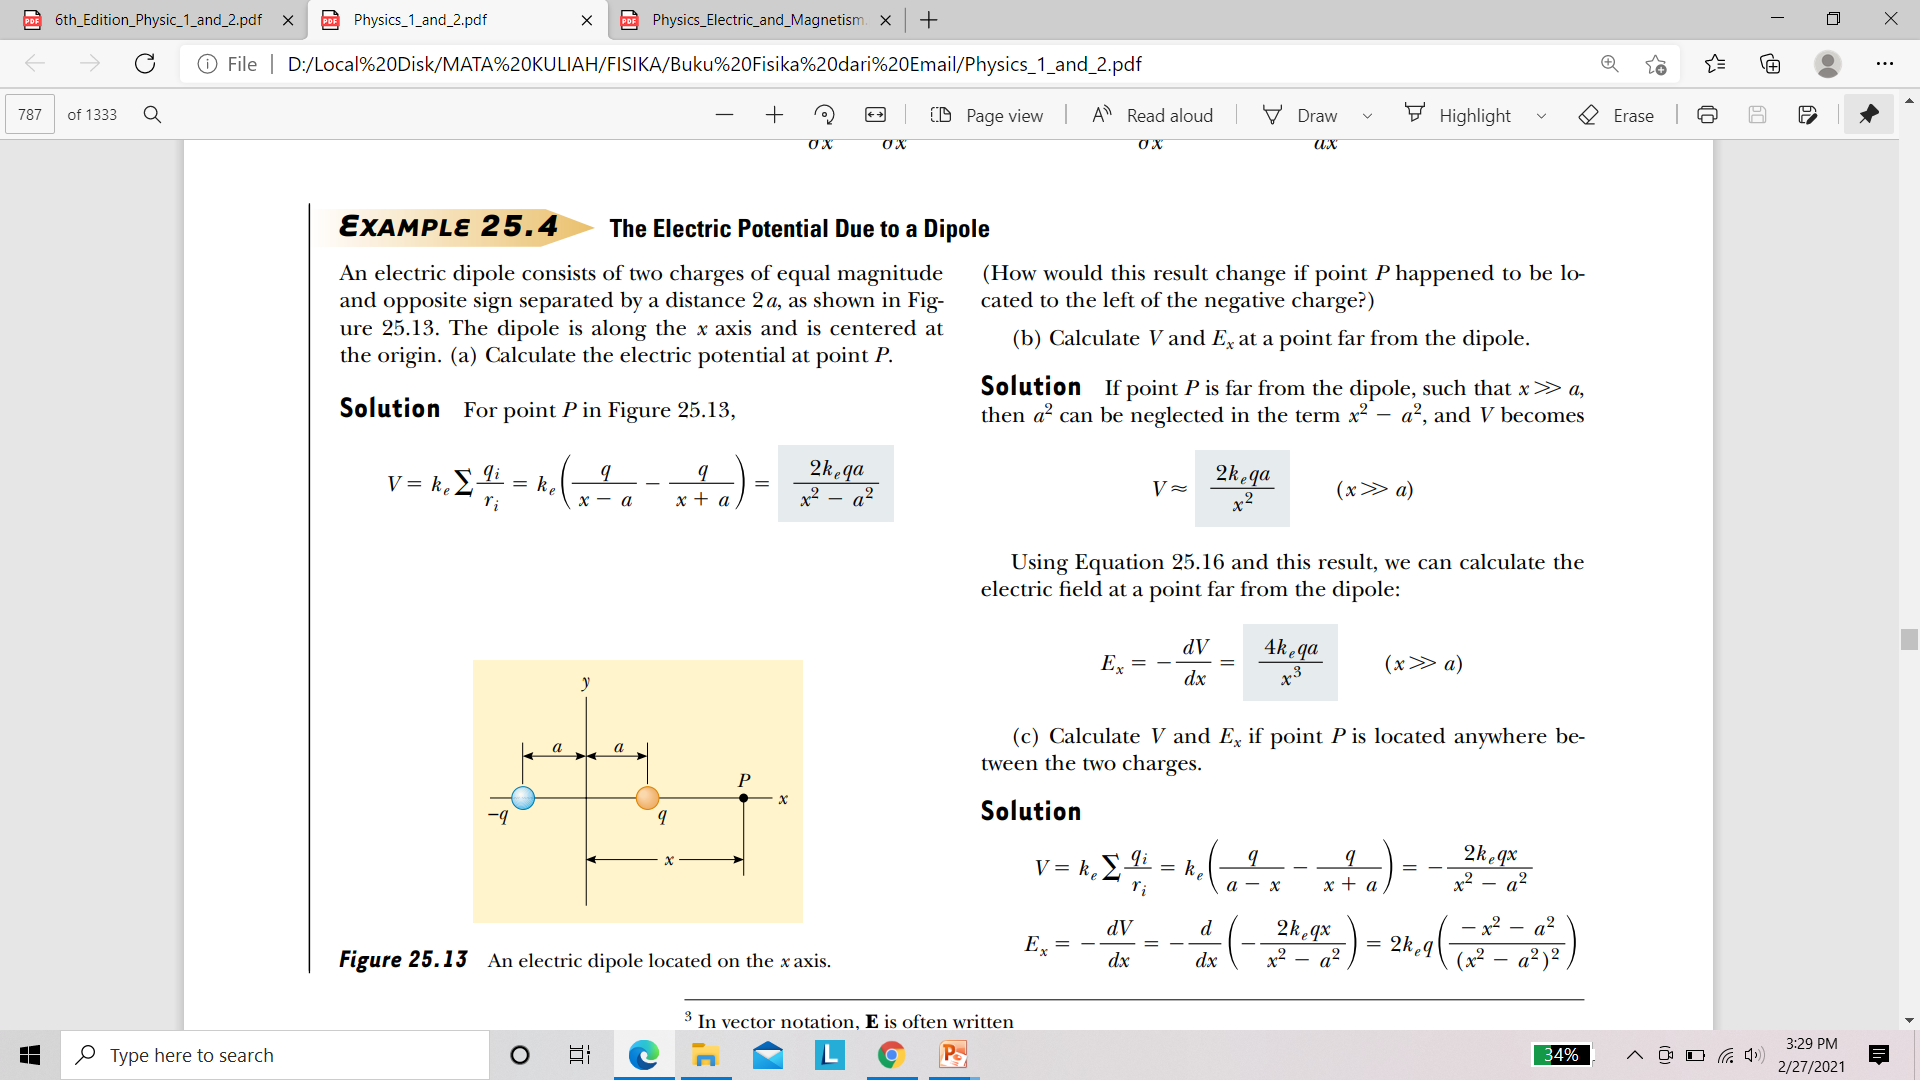 6th_Edition_Physic_1_and_2.pdf
Physics_1_and_2.pdf
Physics_Electric_and_Magnetism
File
D:/Local%20Disk/MATA%20KULIAH/FISIKA/Buku%20Fisika%20dari%20Email/Physics_1_and_2.pdf
787 of 1333
Page view
Read aloud
Draw
Highlight
Erase
EXAMPLE 25.4 The Electric Potential Due to a Dipole
An electric dipole consists of two charges of equal magnitude
and opposite sign separated by a distance 2a, as shown in Fig-
ure 25.13. The dipole is along the x axis and is centered at
the origin. (a) Calculate the electric potential at point P.
Solution For point P in Figure 25.13,
V = k_e Σ q_i/r_i = k_e (q/(x − a) − q/(x + a)) = 2k_e qa/(x² − a²)
y
a a
P
x
−q
q
x
Figure 25.13 An electric dipole located on the x axis.
(How would this result change if point P happened to be lo-
cated to the left of the negative charge?)
(b) Calculate V and E_x at a point far from the dipole.
Solution If point P is far from the dipole, such that x ≫ a,
then a² can be neglected in the term x² − a², and V becomes
V ≈ 2k_e qa/x² (x ≫ a)
Using Equation 25.16 and this result, we can calculate the
electric field at a point far from the dipole:
E_x = −dV/dx = 4k_e qa/x³ (x ≫ a)
(c) Calculate V and E_x if point P is located anywhere be-
tween the two charges.
Solution
V = k_e Σ q_i/r_i = k_e (q/(a − x) − q/(x + a)) = −2k_e qx/(x² − a²)
E_x = −dV/dx = −d/dx (−2k_e qx/(x² − a²)) = 2k_e q ((−x² − a²)/(x² − a²)²)
3 In vector notation, E is often written
Type here to search
34%
3:29 PM
2/27/2021